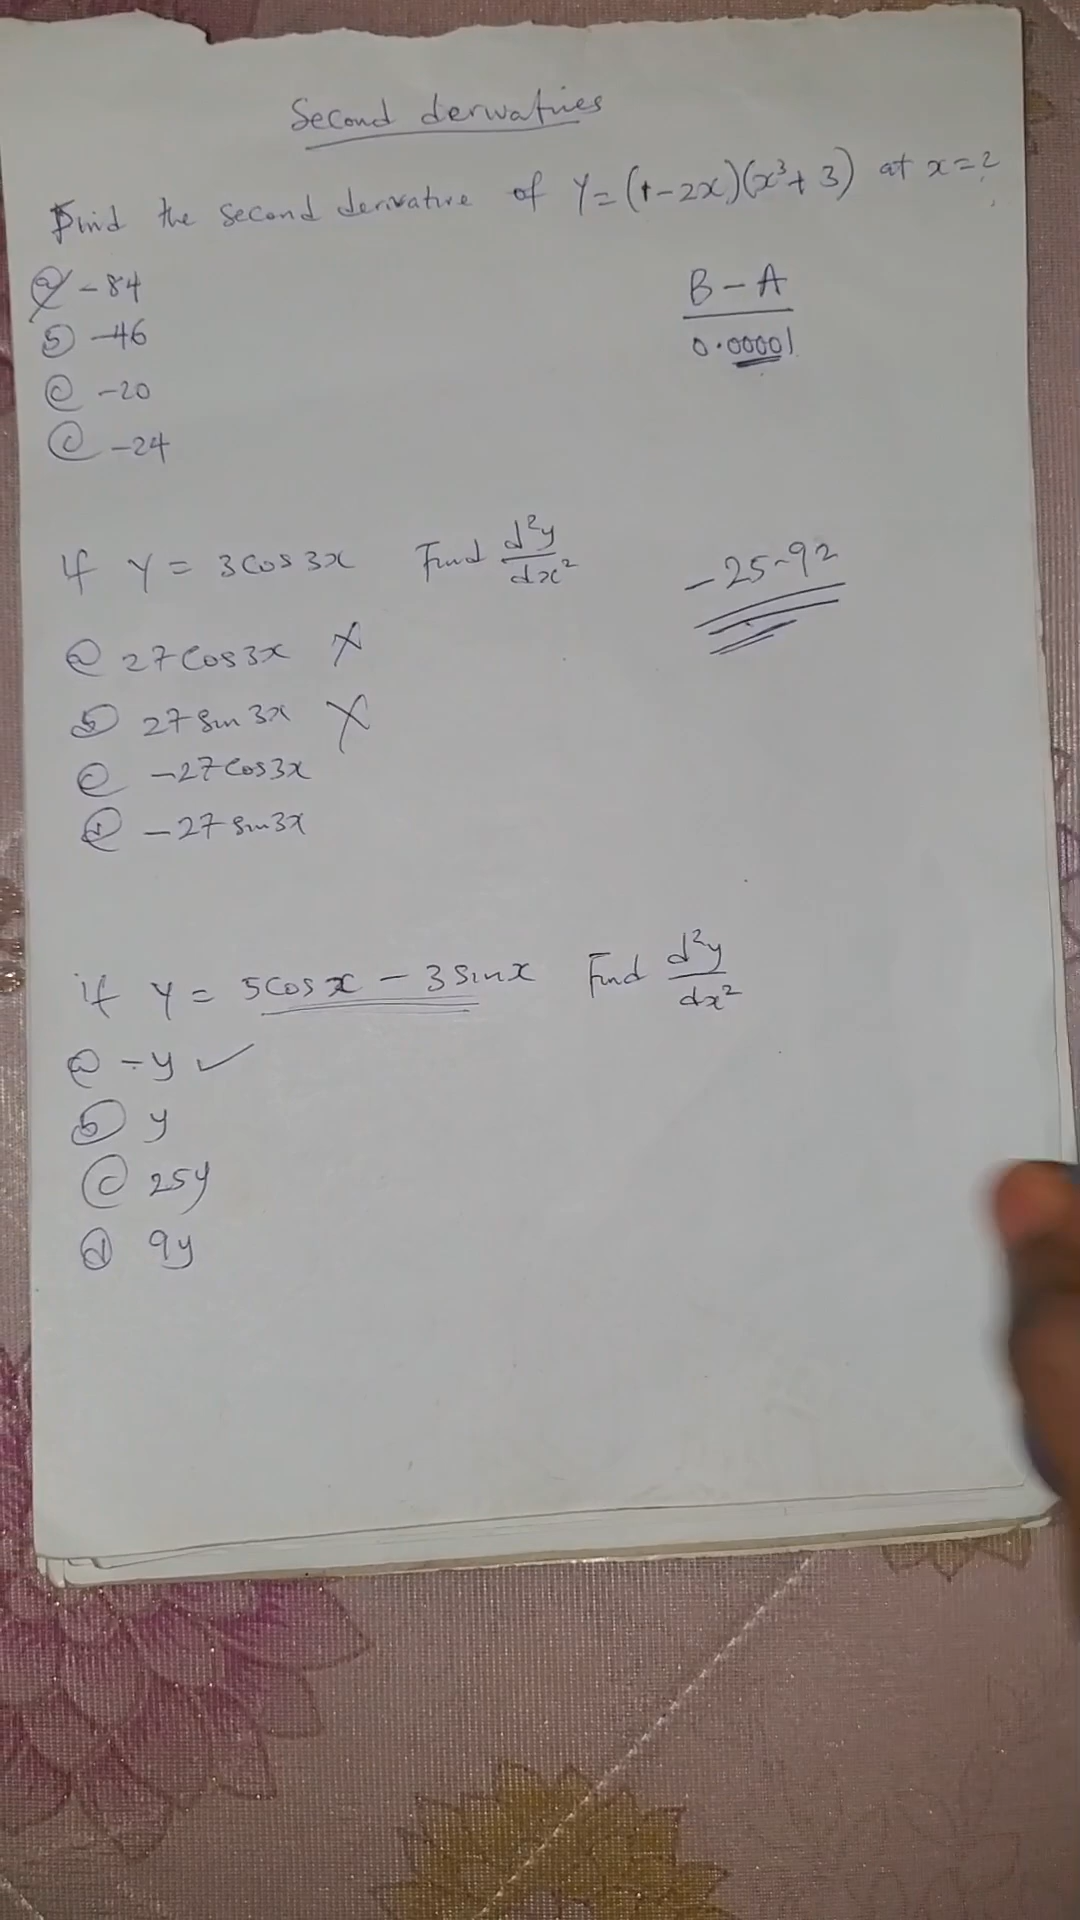 Second derivatives
Find the second derivative of Y=(1-2x)(x³+3) at x=2
ⓐ -84
ⓑ -46
ⓒ -20
ⓒ -24
B-A
0.00001
If Y = 3Cos3x Find d²y/dx²
ⓐ 27Cos3x X
ⓑ 27Sin3x X
ⓒ -27Cos3x
ⓓ -27Sin3x
-25.92
if Y = 5Cosx - 3Sinx Find d²y/dx²
ⓐ -y ✓
ⓑ y
ⓒ 25y
ⓓ 9y